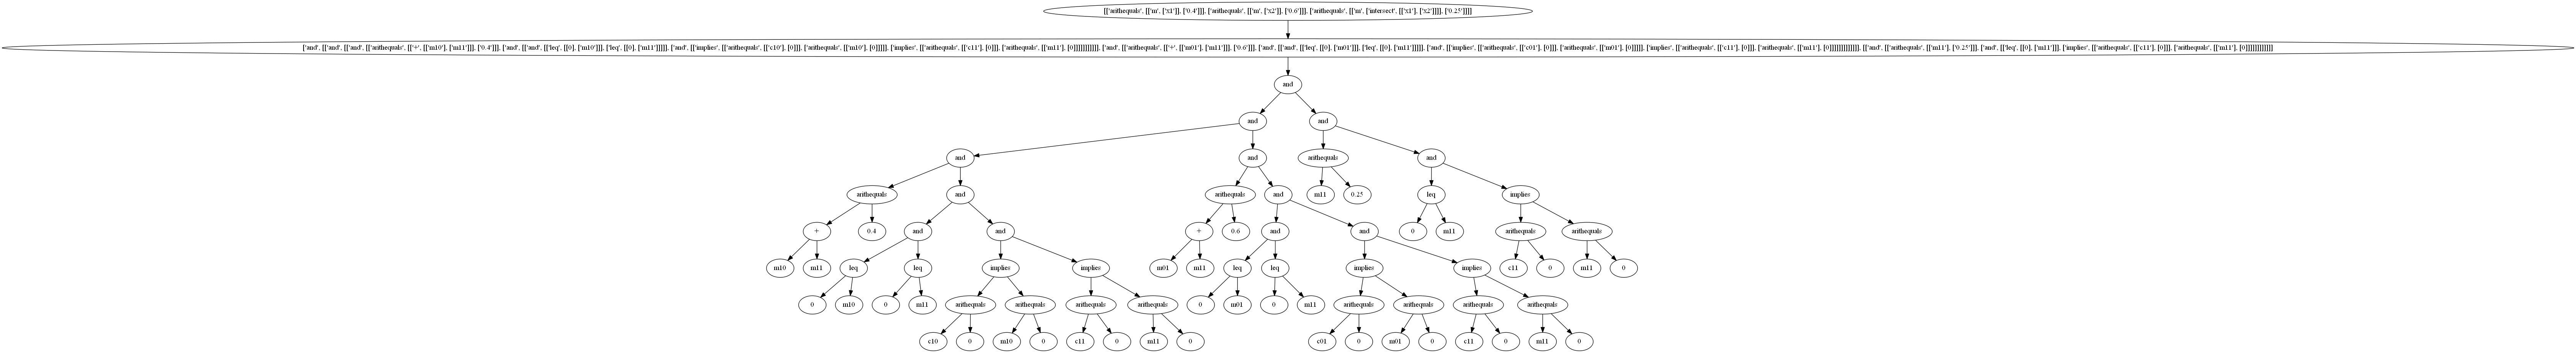 [['arithequals', [['m', ['x1']], ['0.4']]], ['arithequals', [['m', ['x2']], ['0.6']]], ['arithequals', [['m', ['intersect', [['x1'], ['x2']]]], ['0.25']]]]
['and', [['and', [['and', [['arithequals', [['+', [['m10'], ['m11']]], ['0.4']]], ['and', [['and', [['leq', [[0], ['m10']]], ['leq', [[0], ['m11']]]]], ['and', [['implies', [['arithequals', [['c10'], [0]]], ['arithequals', [['m10'], [0]]]]], ['implies', [['arithequals', [['c11'], [0]]], ['arithequals', [['m11'], [0]]]]]]]]]]], ['and', [['arithequals', [['+', [['m01'], ['m11']]], ['0.6']]], ['and', [['and', [['leq', [[0], ['m01']]], ['leq', [[0], ['m11']]]]], ['and', [['implies', [['arithequals', [['c01'], [0]]], ['arithequals', [['m01'], [0]]]]], ['implies', [['arithequals', [['c11'], [0]]], ['arithequals', [['m11'], [0]]]]]]]]]]]]], ['and', [['arithequals', [['m11'], ['0.25']]], ['and', [['leq', [[0], ['m11']]], ['implies', [['arithequals', [['c11'], [0]]], ['arithequals', [['m11'], [0]]]]]]]]]]]
and
and and
and and arithequals and
arithequals and arithequals and m11 0.25 leq implies
+ 0.4 and and + 0.6 and and 0 m11 arithequals arithequals
m10 m11 leq leq implies implies m01 m11 leq leq implies implies c11 0 m11 0
0 m10 0 m11 arithequals arithequals arithequals arithequals 0 m01 0 m11 arithequals arithequals arithequals arithequals
c10 0 m10 0 c11 0 m11 0 c01 0 m01 0 c11 0 m11 0